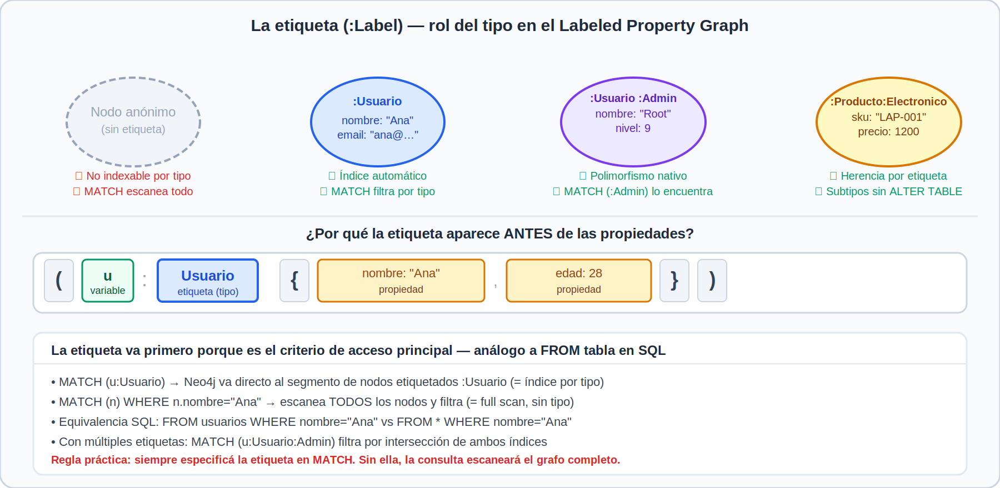 La etiqueta (:Label) — rol del tipo en el Labeled Property Graph
Nodo anónimo
(sin etiqueta)
No indexable por tipo
MATCH escanea todo
:Usuario
nombre: "Ana"
email: "ana@…"
Índice automático
MATCH filtra por tipo
:Usuario :Admin
nombre: "Root"
nivel: 9
Polimorfismo nativo
MATCH (:Admin) lo encuentra
:Producto:Electronico
sku: "LAP-001"
precio: 1200
Herencia por etiqueta
Subtipos sin ALTER TABLE
¿Por qué la etiqueta aparece ANTES de las propiedades?
(
u
variable
:
Usuario
etiqueta (tipo)
{
nombre: "Ana"
propiedad
,
edad: 28
propiedad
}
)
La etiqueta va primero porque es el criterio de acceso principal — análogo a FROM tabla en SQL
• MATCH (u:Usuario) → Neo4j va directo al segmento de nodos etiquetados :Usuario (= índice por tipo)
• MATCH (n) WHERE n.nombre="Ana" → escanea TODOS los nodos y filtra (= full scan, sin tipo)
• Equivalencia SQL: FROM usuarios WHERE nombre="Ana" vs FROM * WHERE nombre="Ana"
• Con múltiples etiquetas: MATCH (u:Usuario:Admin) filtra por intersección de ambos índices
Regla práctica: siempre especificá la etiqueta en MATCH. Sin ella, la consulta escaneará el grafo completo.